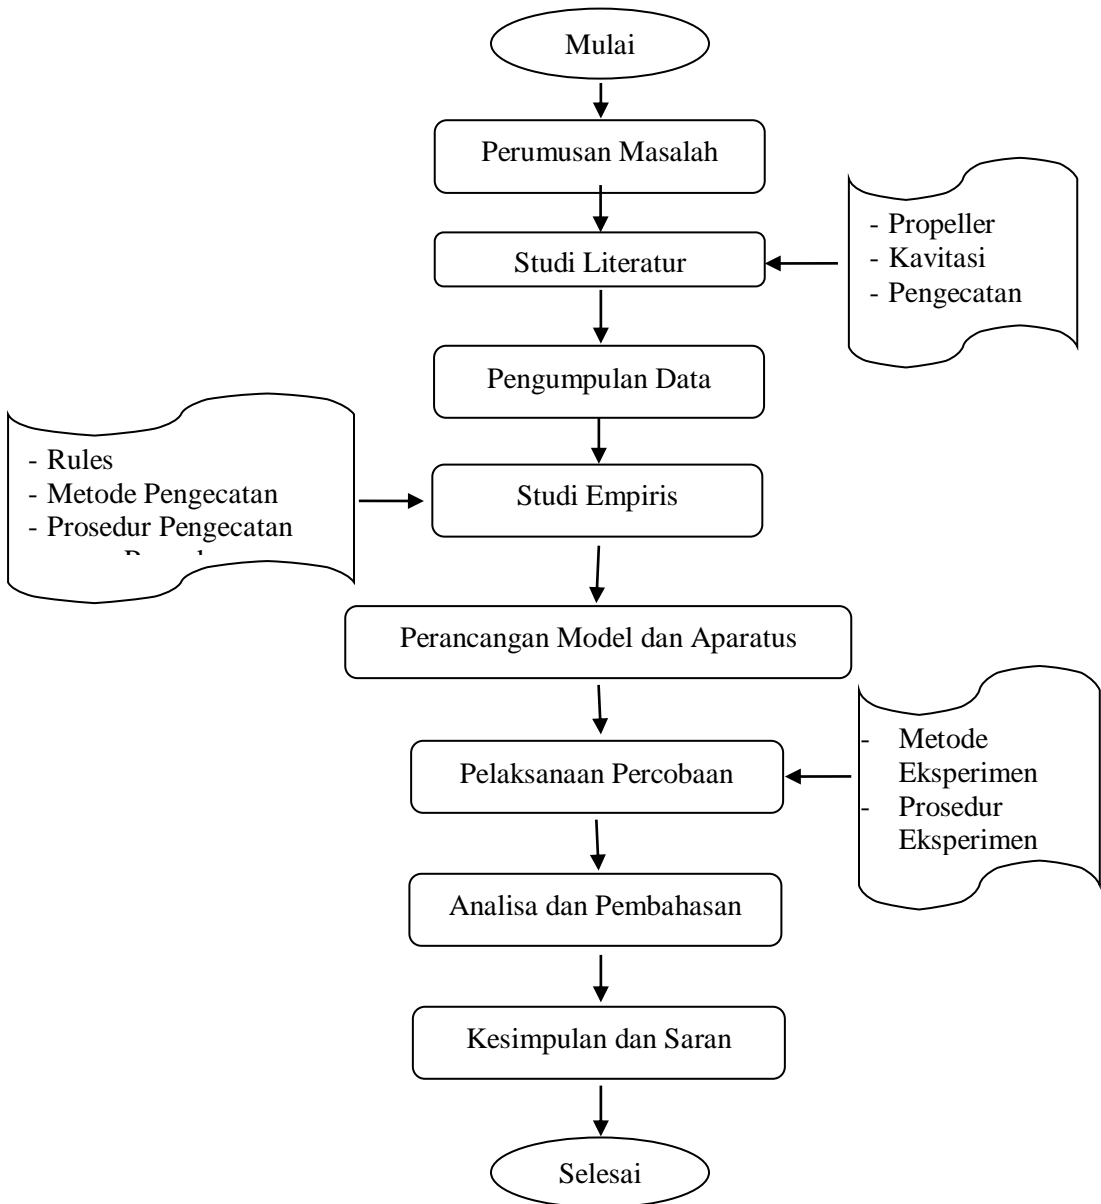 Mulai
Perumusan Masalah
- Propeller
- Kavitasi
- Pengecatan
Studi Literatur
Pengumpulan Data
- Rules
- Metode Pengecatan
- Prosedur Pengecatan
Studi Empiris
Perancangan Model dan Aparatus
- Metode
Eksperimen
- Prosedur
Eksperimen
Pelaksanaan Percobaan
Analisa dan Pembahasan
Kesimpulan dan Saran
Selesai